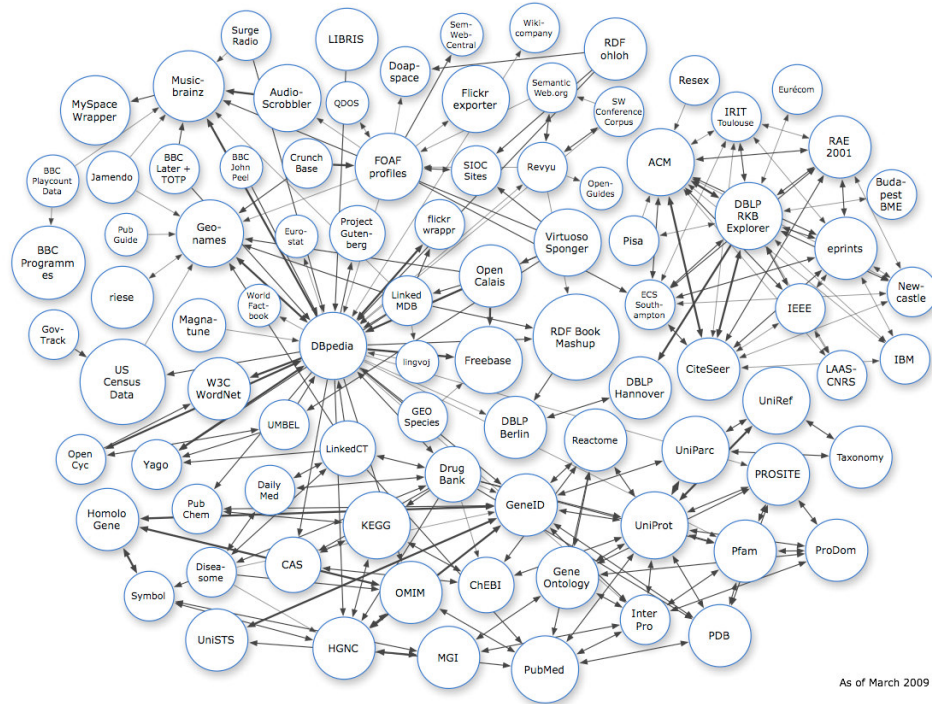 Surge
Radio
LIBRIS
Sem-
Web-
Central
Wiki-
company
RDF
ohloh
Doap-
space
Music-
brainz
MySpace
Wrapper
Audio-
Scrobbler
QDOS
Flickr
exporter
Semantic
Web.org
SW
Conference
Corpus
Resex
Eurécom
IRIT
Toulouse
RAE
2001
ACM
BBC
Playcount
Data
Jamendo
BBC
Later +
TOTP
BBC
John
Peel
Crunch
Base
FOAF
profiles
SIOC
Sites
Revyu
Open-
Guides
DBLP
RKB
Explorer
Buda-
pest
BME
Pub
Guide
Geo-
names
Euro-
stat
Project
Guten-
berg
flickr
wrappr
Virtuoso
Sponger
Pisa
eprints
BBC
Programm
es
riese
World
Fact-
book
Linked
MDB
Open
Calais
ECS
South-
ampton
IEEE
New-
castle
Gov-
Track
Magna-
tune
DBpedia
lingvoj
Freebase
RDF Book
Mashup
CiteSeer
LAAS-
CNRS
IBM
US
Census
Data
W3C
WordNet
DBLP
Hannover
UniRef
UMBEL
GEO
Species
DBLP
Berlin
Reactome
UniParc
Taxonomy
Open
Cyc
Yago
LinkedCT
Drug
Bank
PROSITE
Daily
Med
Pub
Chem
GeneID
Homolo
Gene
KEGG
UniProt
Pfam
ProDom
Disea-
some
CAS
ChEBI
Gene
Ontology
Symbol
OMIM
Inter
Pro
UniSTS
HGNC
MGI
PubMed
PDB
As of March 2009